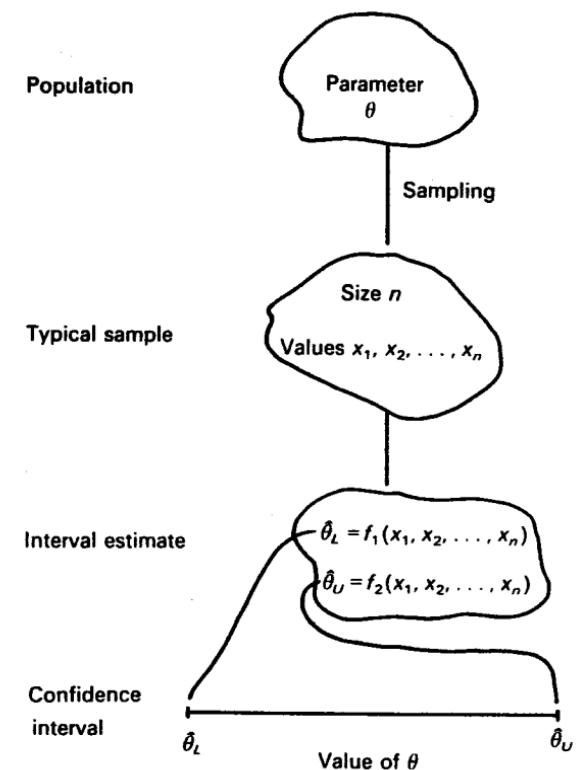 Population
Parameter
θ
Sampling
Typical sample
Size n
Values x₁, x₂, . . . , xₙ
Interval estimate
θ̂_L = f₁(x₁, x₂, . . . , xₙ)
θ̂_U = f₂(x₁, x₂, . . . , xₙ)
Confidence
interval
θ̂_L
θ̂_U
Value of θ